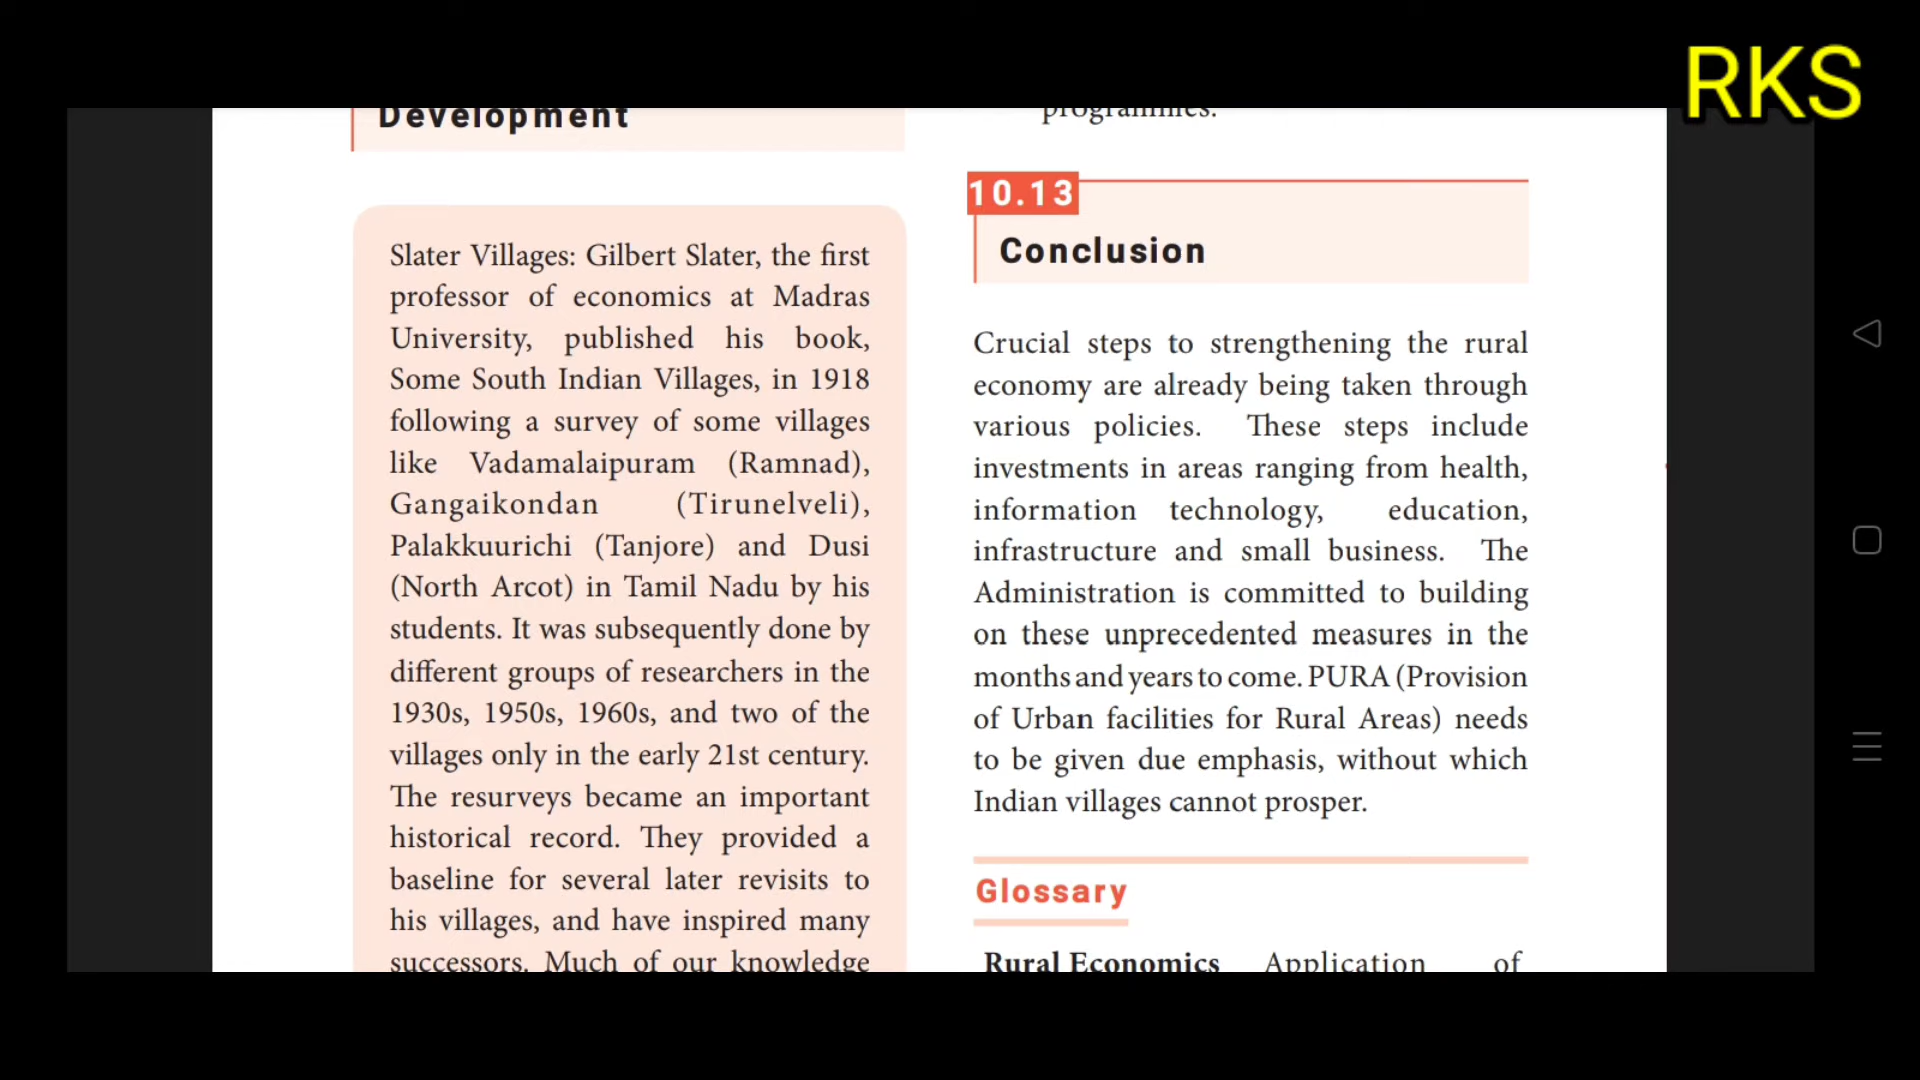 RKS
Development
Slater Villages: Gilbert Slater, the first
professor of economics at Madras
University, published his book,
Some South Indian Villages, in 1918
following a survey of some villages
like Vadamalaipuram (Ramnad),
Gangaikondan (Tirunelveli),
Palakkuurichi (Tanjore) and Dusi
(North Arcot) in Tamil Nadu by his
students. It was subsequently done by
different groups of researchers in the
1930s, 1950s, 1960s, and two of the
villages only in the early 21st century.
The resurveys became an important
historical record. They provided a
baseline for several later revisits to
his villages, and have inspired many
successors. Much of our knowledge
programmes.
10.13
Conclusion
Crucial steps to strengthening the rural
economy are already being taken through
various policies. These steps include
investments in areas ranging from health,
information technology, education,
infrastructure and small business. The
Administration is committed to building
on these unprecedented measures in the
months and years to come. PURA (Provision
of Urban facilities for Rural Areas) needs
to be given due emphasis, without which
Indian villages cannot prosper.
Glossary
Rural Economics Application of